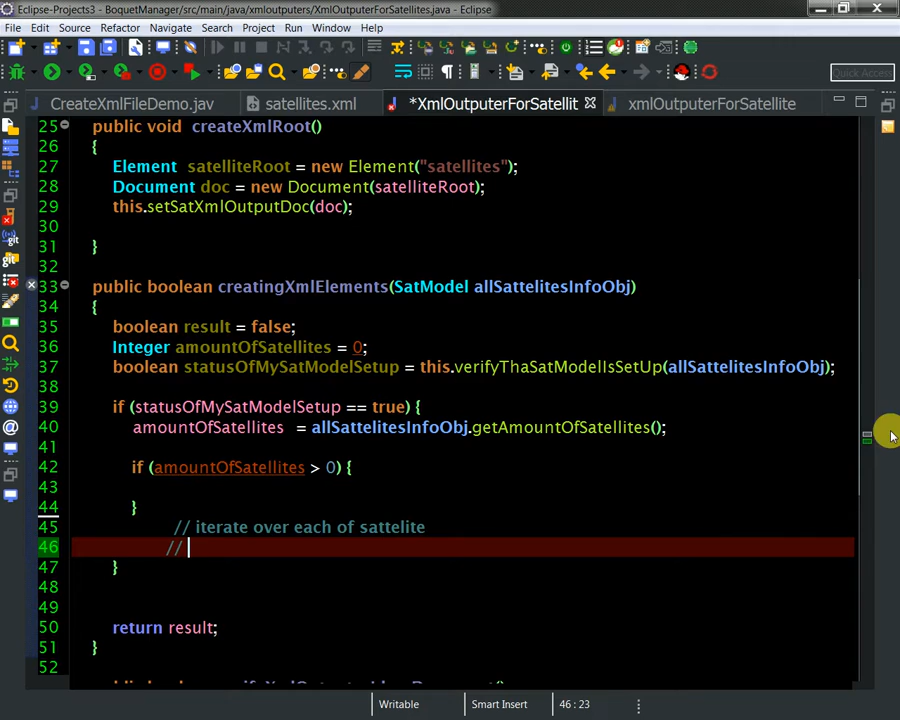 Eclipse-Projects3 - BoquetManager/src/main/java/xmloutputers/XmlOutputerForSatellites.java - Eclipse
File Edit Source Refactor Navigate Search Project Run Window Help
Quick Access
CreateXmlFileDemo.jav satellites.xml *XmlOutputerForSatellit xmlOutputerForSatellite
25 public void createXmlRoot()
26 {
27 Element satelliteRoot = new Element("satellites");
28 Document doc = new Document(satelliteRoot);
29 this.setSatXmlOutputDoc(doc);
30
31 }
32
33 public boolean creatingXmlElements(SatModel allSattelitesInfoObj)
34 {
35 boolean result = false;
36 Integer amountOfSatellites = 0;
37 boolean statusOfMySatModelSetup = this.verifyThaSatModelIsSetUp(allSattelitesInfoObj);
38
39 if (statusOfMySatModelSetup == true) {
40 amountOfSatellites = allSattelitesInfoObj.getAmountOfSatellites();
41
42 if (amountOfSatellites > 0) {
43
44 }
45 // iterate over each of sattelite
46 //
47 }
48
49
50 return result;
51 }
52
Writable Smart Insert 46 : 23